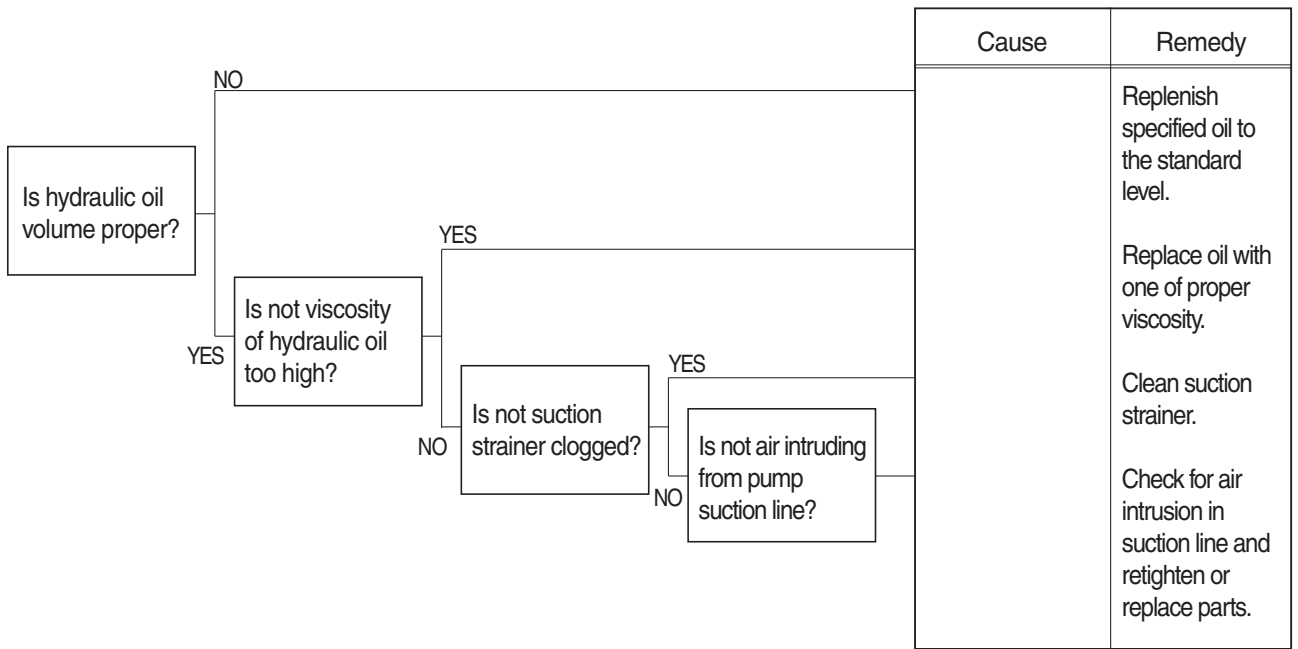 Cause
Remedy
NO
Is hydraulic oil
volume proper?
YES
Is not viscosity
of hydraulic oil
too high?
YES
NO
Is not suction
strainer clogged?
YES
NO
Is not air intruding
from pump
suction line?
Replenish
specified oil to
the standard
level.
Replace oil with
one of proper
viscosity.
Clean suction
strainer.
Check for air
intrusion in
suction line and
retighten or
replace parts.